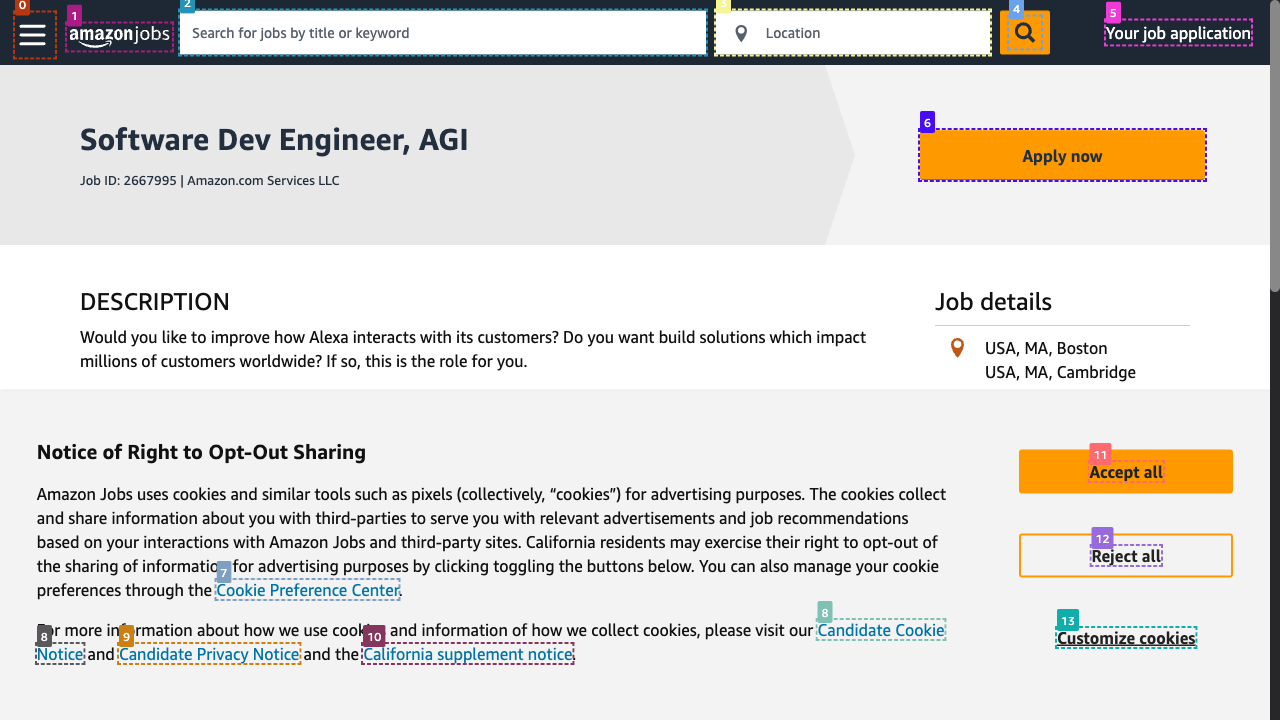 0
1
2
3
4
5
amazonjobs
Search for jobs by title or keyword
Location
Your job application
Software Dev Engineer, AGI
Job ID: 2667995 | Amazon.com Services LLC
6
Apply now
DESCRIPTION
Would you like to improve how Alexa interacts with its customers? Do you want build solutions which impact
millions of customers worldwide? If so, this is the role for you.
Job details
USA, MA, Boston
USA, MA, Cambridge
Notice of Right to Opt-Out Sharing
Amazon Jobs uses cookies and similar tools such as pixels (collectively, “cookies”) for advertising purposes. The cookies collect
and share information about you with third-parties to serve you with relevant advertisements and job recommendations
based on your interactions with Amazon Jobs and third-party sites. California residents may exercise their right to opt-out of
the sharing of information for advertising purposes by clicking toggling the buttons below. You can also manage your cookie
7
preferences through the Cookie Preference Center.
8
For more information about how we use cookies and information of how we collect cookies, please visit our Candidate Cookie
8
9
10
Notice and Candidate Privacy Notice and the California supplement notice.
11
Accept all
12
Reject all
13
Customize cookies